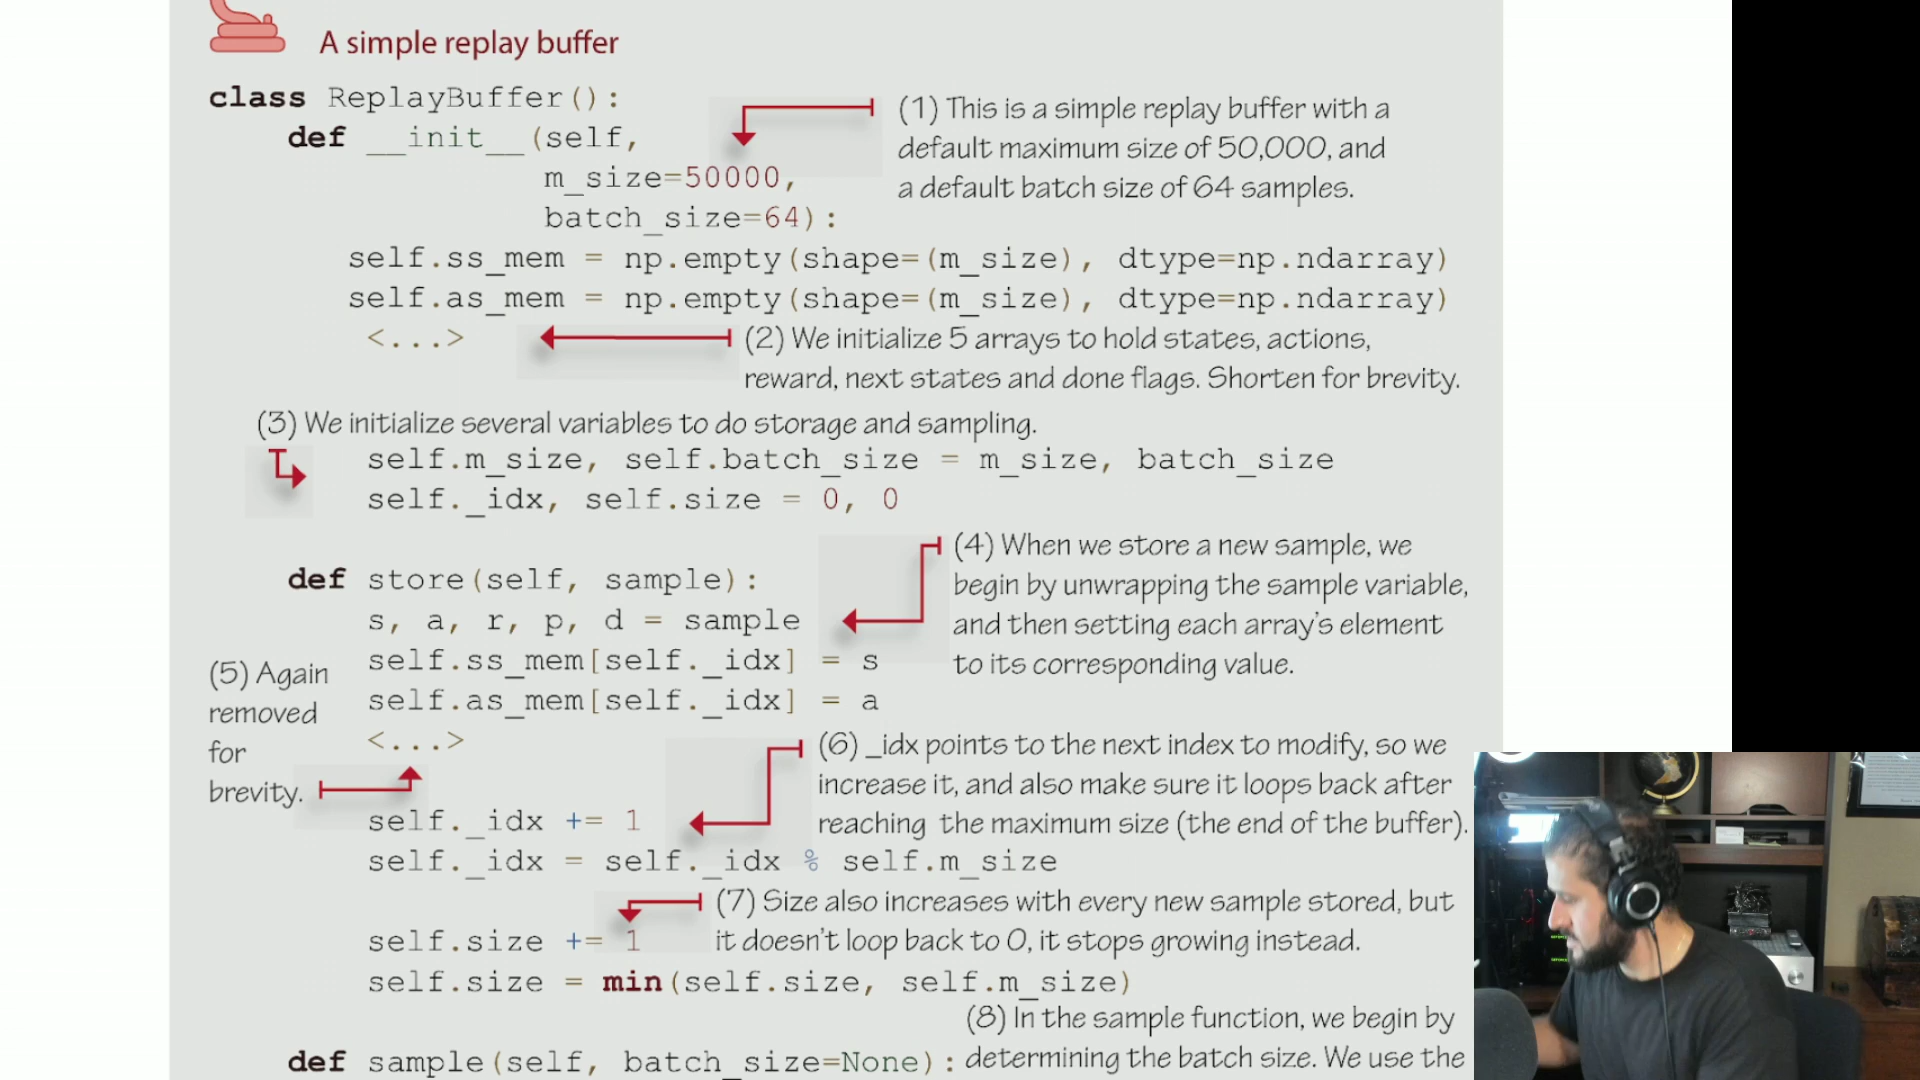 A simple replay buffer
class ReplayBuffer():
def __init__(self,
m_size=50000,
batch_size=64):
(1) This is a simple replay buffer with a
default maximum size of 50,000, and
a default batch size of 64 samples.
self.ss_mem = np.empty(shape=(m_size), dtype=np.ndarray)
self.as_mem = np.empty(shape=(m_size), dtype=np.ndarray)
<...>
(2) We initialize 5 arrays to hold states, actions,
reward, next states and done flags. Shorten for brevity.
(3) We initialize several variables to do storage and sampling.
self.m_size, self.batch_size = m_size, batch_size
self._idx, self.size = 0, 0
def store(self, sample):
s, a, r, p, d = sample
self.ss_mem[self._idx] = s
self.as_mem[self._idx] = a
<...>
(4) When we store a new sample, we
begin by unwrapping the sample variable,
and then setting each array's element
to its corresponding value.
(5) Again
removed
for
brevity.
self._idx += 1
self._idx = self._idx % self.m_size
(6) _idx points to the next index to modify, so we
increase it, and also make sure it loops back after
reaching the maximum size (the end of the buffer).
self.size += 1
self.size = min(self.size, self.m_size)
(7) Size also increases with every new sample stored, but
it doesn't loop back to 0, it stops growing instead.
def sample(self, batch_size=None):
(8) In the sample function, we begin by
determining the batch size. We use the